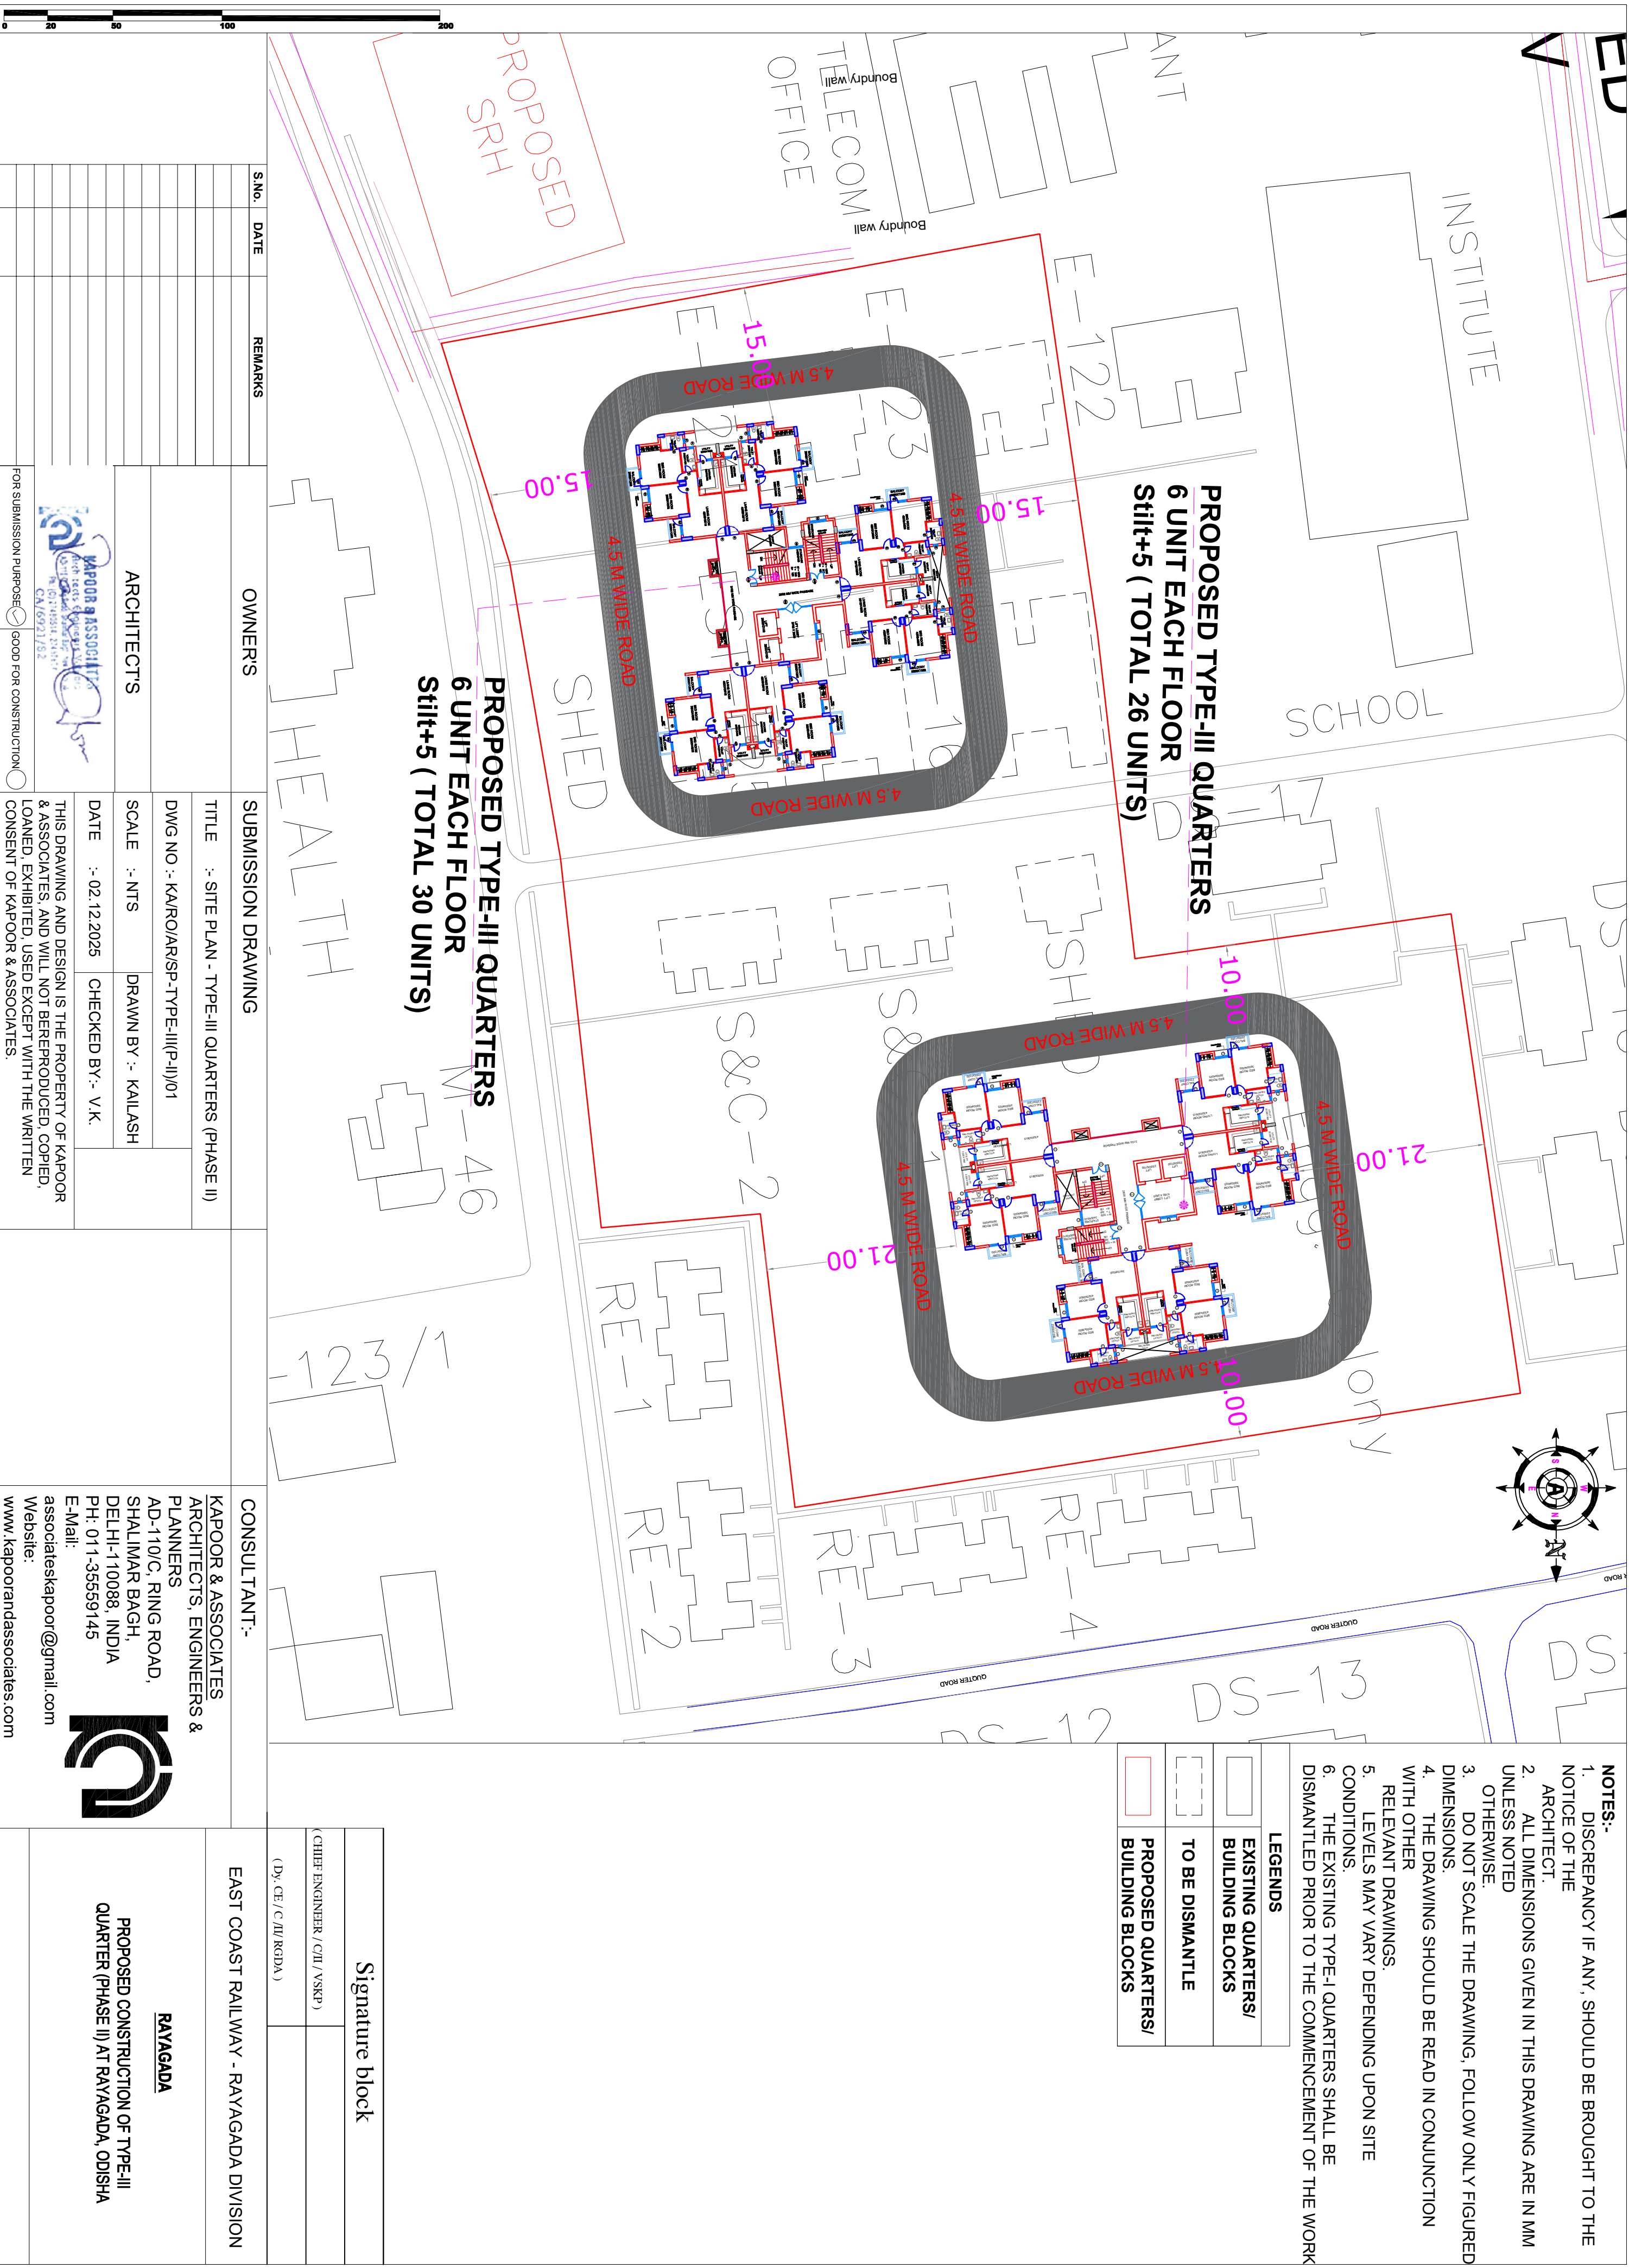 0 20 50 100 200
ED
V
ANT
TELECOM
OFFICE
Boundry wall
Boundry wall
PROPOSED
SRH
INSTITUTE
E-122
E-23
SCHOOL
SHED
HEALTH
M-46
S&C-2
DS-13
DS-12
RE-1
RE-2
RE-3
RE-4
-123/1
-17
ony
QUQTER ROAD
QUQTER ROAD
15.00
15.00
15.00
10.00
10.00
21.00
21.00
4.5 M WIDE ROAD
4.5 M WIDE ROAD
4.5 M WIDE ROAD
4.5 M WIDE ROAD
4.5 M WIDE ROAD
4.5 M WIDE ROAD
4.5 M WIDE ROAD
4.5 M WIDE ROAD
PROPOSED TYPE-III QUARTERS
6 UNIT EACH FLOOR
Stilt+5 ( TOTAL 26 UNITS)
PROPOSED TYPE-III QUARTERS
6 UNIT EACH FLOOR
Stilt+5 ( TOTAL 30 UNITS)
S W A E N
N
NOTES:-
1. DISCREPANCY IF ANY, SHOULD BE BROUGHT TO THE
NOTICE OF THE
ARCHITECT.
2. ALL DIMENSIONS GIVEN IN THIS DRAWING ARE IN MM
UNLESS NOTED
OTHERWISE.
3. DO NOT SCALE THE DRAWING, FOLLOW ONLY FIGURED
DIMENSIONS.
4. THE DRAWING SHOULD BE READ IN CONJUNCTION
WITH OTHER
RELEVANT DRAWINGS.
5. LEVELS MAY VARY DEPENDING UPON SITE
CONDITIONS.
6. THE EXISTING TYPE-I QUARTERS SHALL BE
DISMANTLED PRIOR TO THE COMMENCEMENT OF THE WORK
LEGENDS
EXISTING QUARTERS/
BUILDING BLOCKS
TO BE DISMANTLE
PROPOSED QUARTERS/
BUILDING BLOCKS
S.No. DATE REMARKS
OWNER'S
ARCHITECT'S
KAPOOR & ASSOCIATES
CA/6921/82
FOR SUBMISSION PURPOSE
GOOD FOR CONSTRUCTION
SUBMISSION DRAWING
TITLE :- SITE PLAN - TYPE-III QUARTERS (PHASE II)
DWG NO :- KA/RO/AR/SP-TYPE-III(P-II)/01
SCALE :- NTS DRAWN BY :- KAILASH
DATE :- 02.12.2025 CHECKED BY:- V.K.
THIS DRAWING AND DESIGN IS THE PROPERTY OF KAPOOR
& ASSOCIATES, AND WILL NOT BEREPRODUCED, COPIED,
LOANED, EXHIBITED, USED EXCEPT WITH THE WRITTEN
CONSENT OF KAPOOR & ASSOCIATES.
CONSULTANT:-
KAPOOR & ASSOCIATES
ARCHITECTS, ENGINEERS &
PLANNERS
AD-110/C, RING ROAD,
SHALIMAR BAGH,
DELHI-110088, INDIA
PH: 011-35559145
E-Mail:
associateskapoor@gmail.com
Website:
www.kapoorandassociates.com
Signature block
( CHIEF ENGINEER / C/II / VSKP )
( Dy. CE / C /II/ RGDA )
EAST COAST RAILWAY - RAYAGADA DIVISION
RAYAGADA
PROPOSED CONSTRUCTION OF TYPE-III
QUARTER (PHASE II) AT RAYAGADA, ODISHA